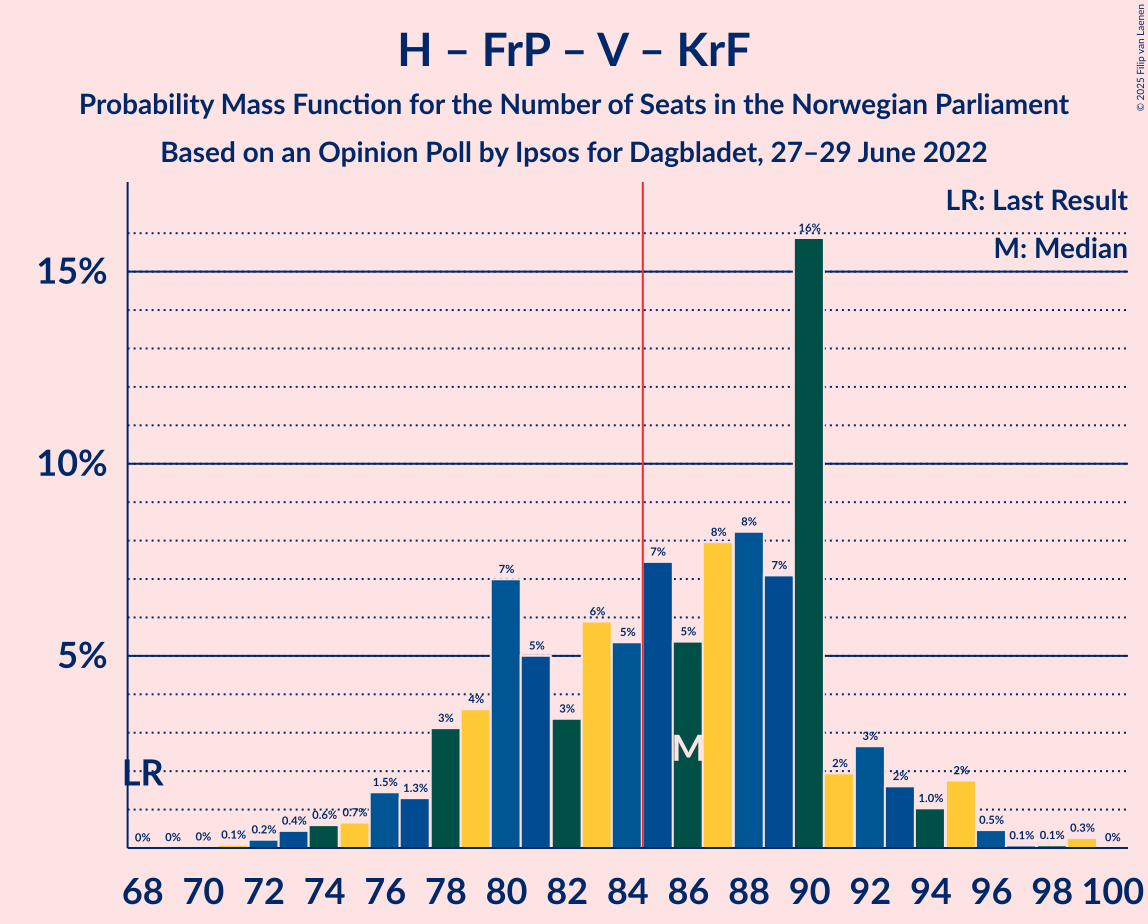 H – FrP – V – KrF
Probability Mass Function for the Number of Seats in the Norwegian Parliament
Based on an Opinion Poll by Ipsos for Dagbladet, 27–29 June 2022
© 2025 Filip van Laenen
LR: Last Result
M: Median
15%
10%
5%
LR
M
0% 0% 0% 0.1% 0.2% 0.4% 0.6% 0.7% 1.5% 1.3% 3% 4% 7% 5% 3% 6% 5% 7% 5% 8% 8% 7% 16% 2% 3% 2% 1.0% 2% 0.5% 0.1% 0.1% 0.3% 0%
68 70 72 74 76 78 80 82 84 86 88 90 92 94 96 98 100